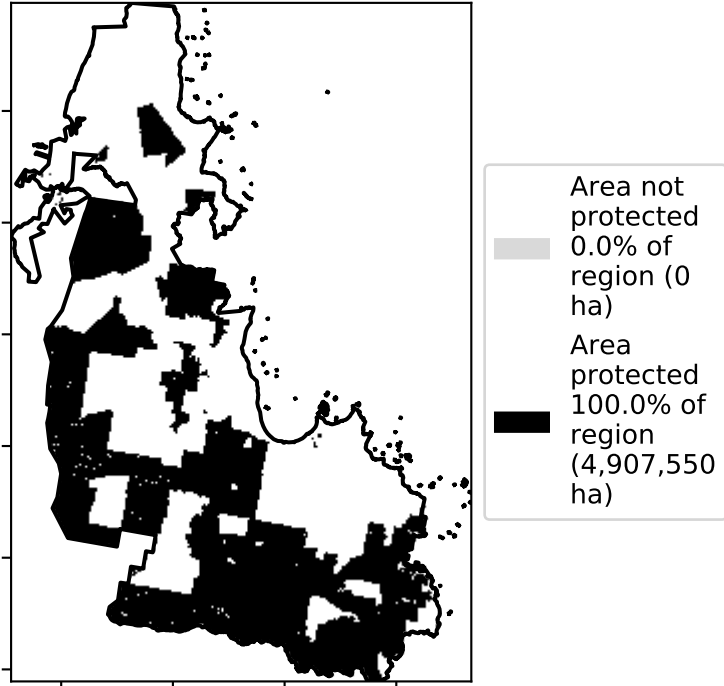 Area not
protected
0.0% of
region (0
ha)
Area
protected
100.0% of
region
(4,907,550
ha)